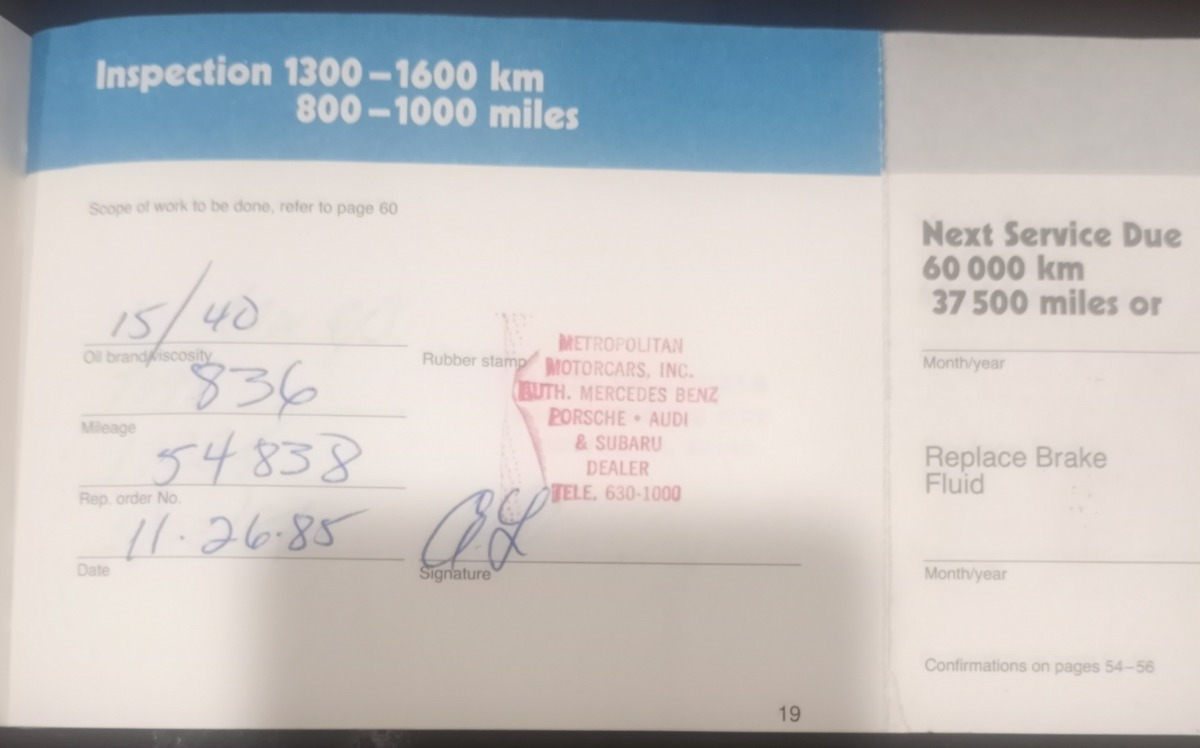 Inspection 1300–1600 km
800–1000 miles
Scope of work to be done, refer to page 60
15/40
Oil brand/viscosity
836
Mileage
54838
Rep. order No.
11·26·85
Date
Rubber stamp
METROPOLITAN
MOTORCARS, INC.
AUTH. MERCEDES BENZ
PORSCHE • AUDI
& SUBARU
DEALER
TELE. 630-1000
Signature
19
Next Service Due
60 000 km
37 500 miles or
Month/year
Replace Brake
Fluid
Month/year
Confirmations on pages 54–56